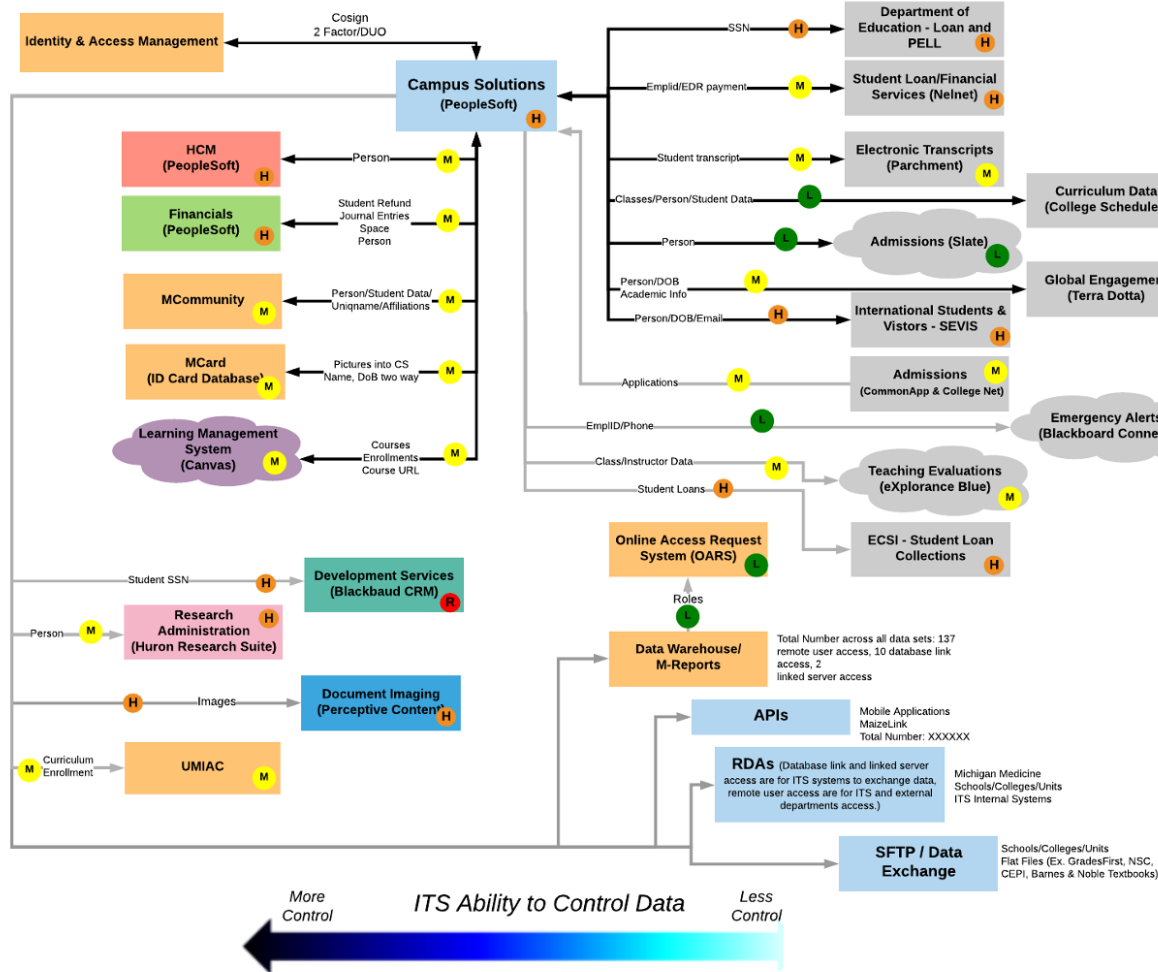 Identity & Access Management
Cosign
2 Factor/DUO
Campus Solutions
(PeopleSoft)
H
HCM
(PeopleSoft)
H
Person
M
Financials
(PeopleSoft)
H
Student Refund
Journal Entries
Space
Person
M
MCommunity
M
Person/Student Data/
Uniqname/Affiliations
M
MCard
(ID Card Database)
M
Pictures into CS
Name, DoB two way
M
Learning Management
System
(Canvas)
M
Courses
Enrollments
Course URL
M
SSN
H
Department of
Education - Loan and
PELL
H
Emplid/EDR payment
M
Student Loan/Financial
Services (Nelnet)
H
Student transcript
M
Electronic Transcripts
(Parchment)
M
Classes/Person/Student Data
L
Curriculum Data
(College Schedule
Person
L
Admissions (Slate)
L
Person/DOB
Academic Info
M
Global Engagemen
(Terra Dotta)
Person/DOB/Email
H
International Students &
Vistors - SEVIS
H
Applications
M
Admissions
(CommonApp & College Net)
M
EmplID/Phone
L
Emergency Alerts
(Blackboard Connec
Class/Instructor Data
M
Teaching Evaluations
(eXplorance Blue)
M
Student Loans
H
ECSI - Student Loan
Collections
H
Online Access Request
System (OARS)
L
Roles
L
Data Warehouse/
M-Reports
Total Number across all data sets: 137
remote user access, 10 database link
access, 2
linked server access
Student SSN
H
Development Services
(Blackbaud CRM)
R
Person
M
Research
Administration
(Huron Research Suite)
H
H
Images
Document Imaging
(Perceptive Content)
H
M
Curriculum
Enrollment
UMIAC
M
APIs
Mobile Applications
MaizeLink
Total Number: XXXXXX
RDAs (Database link and linked server
access are for ITS systems to exchange data,
remote user access are for ITS and external
departments access.)
Michigan Medicine
Schools/Colleges/Units
ITS Internal Systems
SFTP / Data
Exchange
Schools/Colleges/Units
Flat Files (Ex. GradesFirst, NSC,
CEPI, Barnes & Noble Textbooks)
More
Control
ITS Ability to Control Data
Less
Control